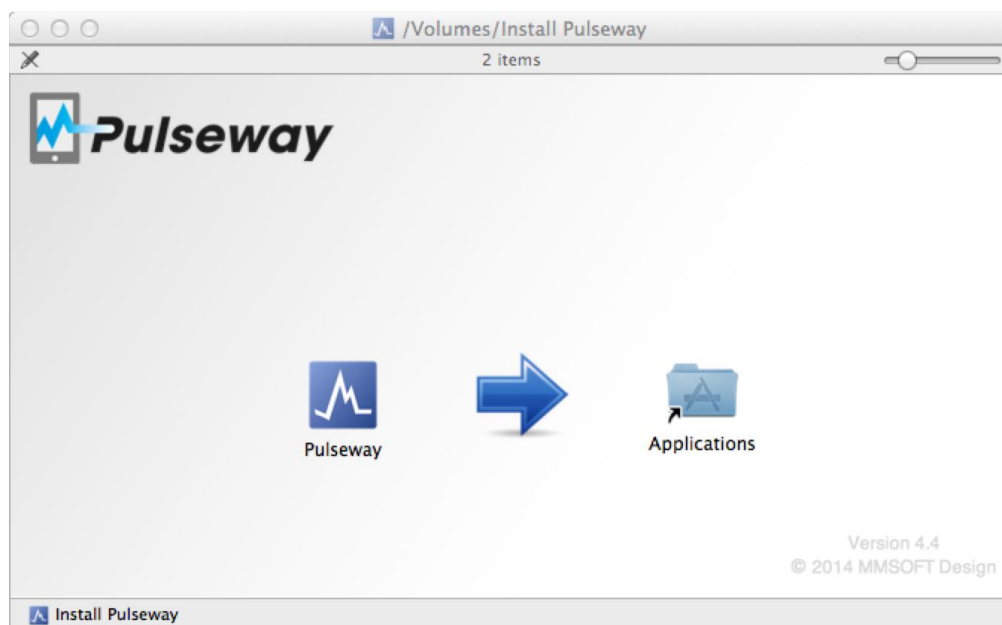 /Volumes/Install Pulseway
2 items
Pulseway
Pulseway
Applications
Version 4.4
© 2014 MMSOFT Design
Install Pulseway